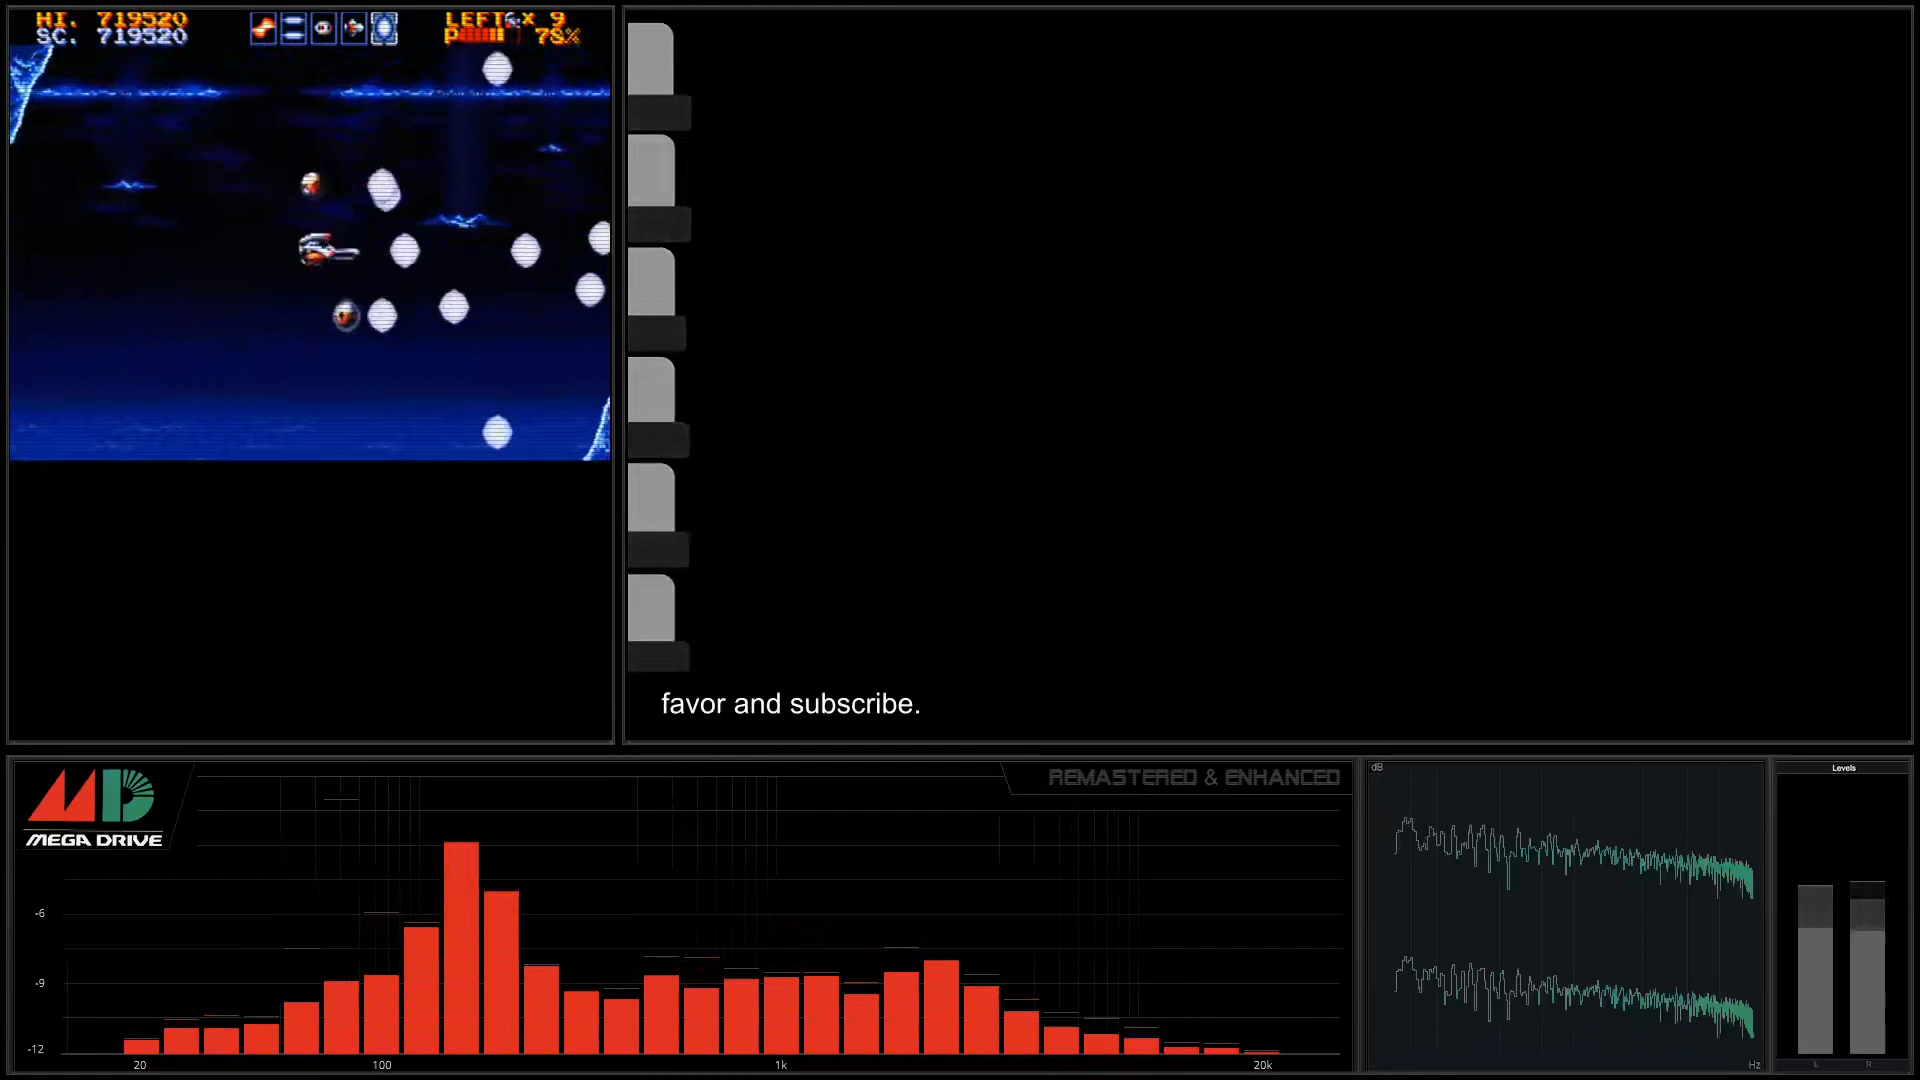 HI. 719520
SC. 719520
LEFT X 9
P 78%
favor and subscribe.
MEGA DRIVE
REMASTERED & ENHANCED
-6
-9
-12
20
100
1k
20k
dB
Hz
Levels
L
R